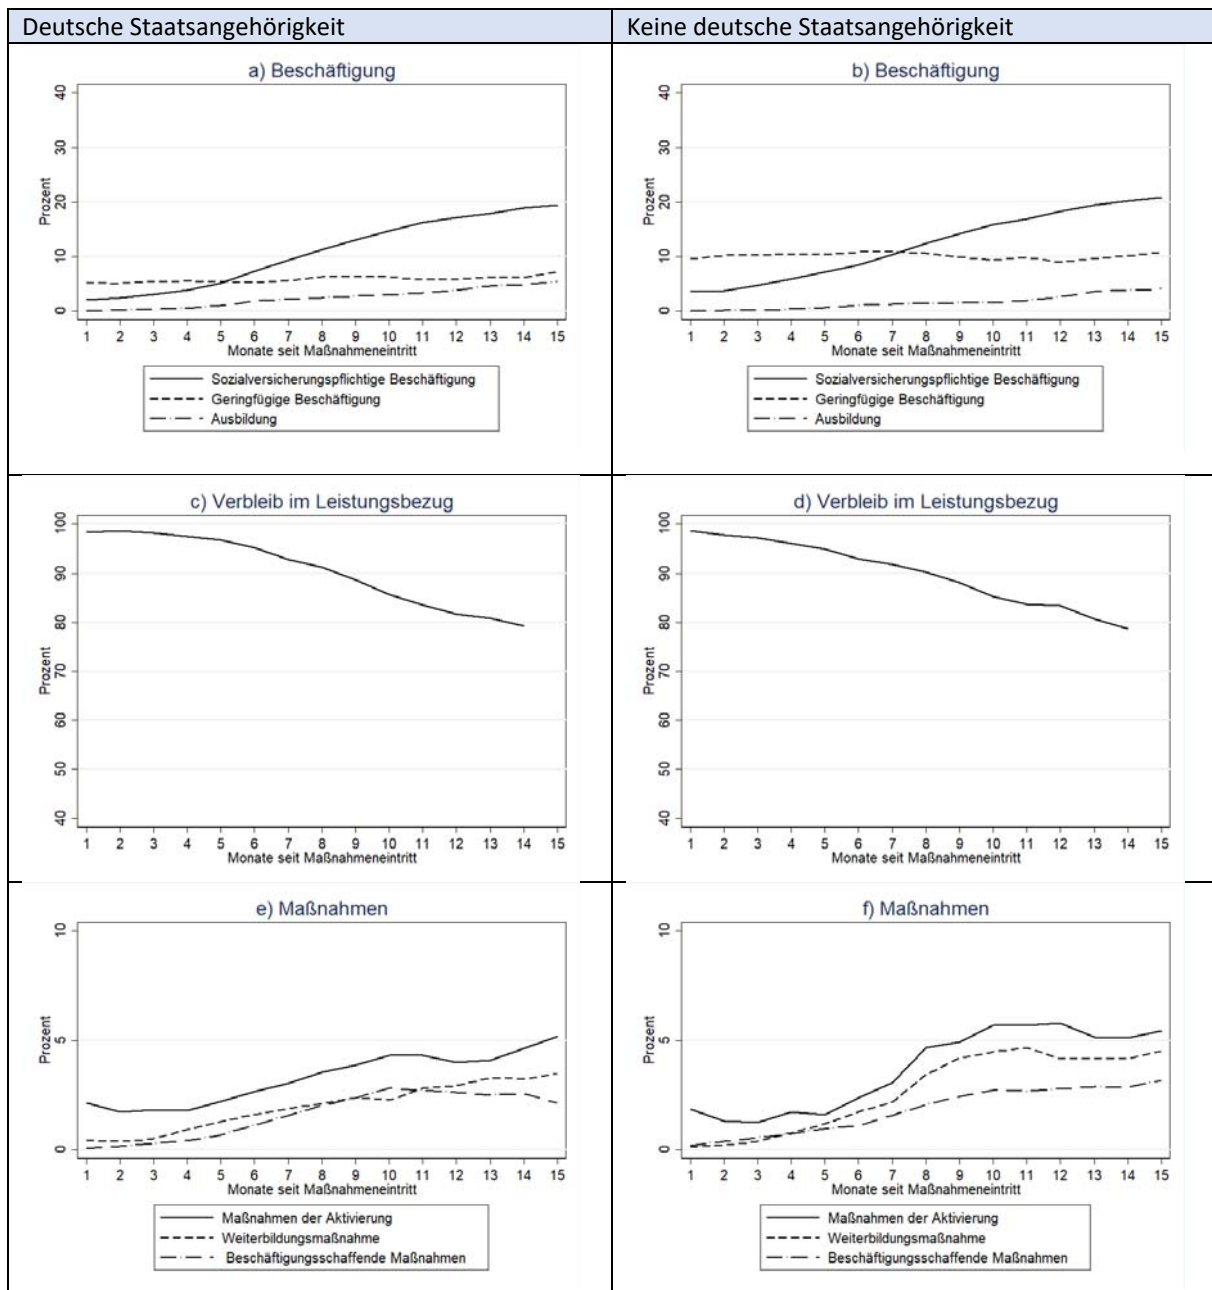 Deutsche Staatsangehörigkeit
Keine deutsche Staatsangehörigkeit
a) Beschäftigung
Prozent
40
30
20
10
0
1 2 3 4 5 6 7 8 9 10 11 12 13 14 15
Monate seit Maßnahmeneintritt
Sozialversicherungspflichtige Beschäftigung
Geringfügige Beschäftigung
Ausbildung
b) Beschäftigung
Prozent
40
30
20
10
0
1 2 3 4 5 6 7 8 9 10 11 12 13 14 15
Monate seit Maßnahmeneintritt
Sozialversicherungspflichtige Beschäftigung
Geringfügige Beschäftigung
Ausbildung
c) Verbleib im Leistungsbezug
Prozent
100
90
80
70
60
50
40
1 2 3 4 5 6 7 8 9 10 11 12 13 14 15
Monate seit Maßnahmeneintritt
d) Verbleib im Leistungsbezug
Prozent
100
90
80
70
60
50
40
1 2 3 4 5 6 7 8 9 10 11 12 13 14 15
Monate seit Maßnahmeneintritt
e) Maßnahmen
Prozent
10
5
0
1 2 3 4 5 6 7 8 9 10 11 12 13 14 15
Monate seit Maßnahmeneintritt
Maßnahmen der Aktivierung
Weiterbildungsmaßnahme
Beschäftigungsschaffende Maßnahmen
f) Maßnahmen
Prozent
10
5
0
1 2 3 4 5 6 7 8 9 10 11 12 13 14 15
Monate seit Maßnahmeneintritt
Maßnahmen der Aktivierung
Weiterbildungsmaßnahme
Beschäftigungsschaffende Maßnahmen